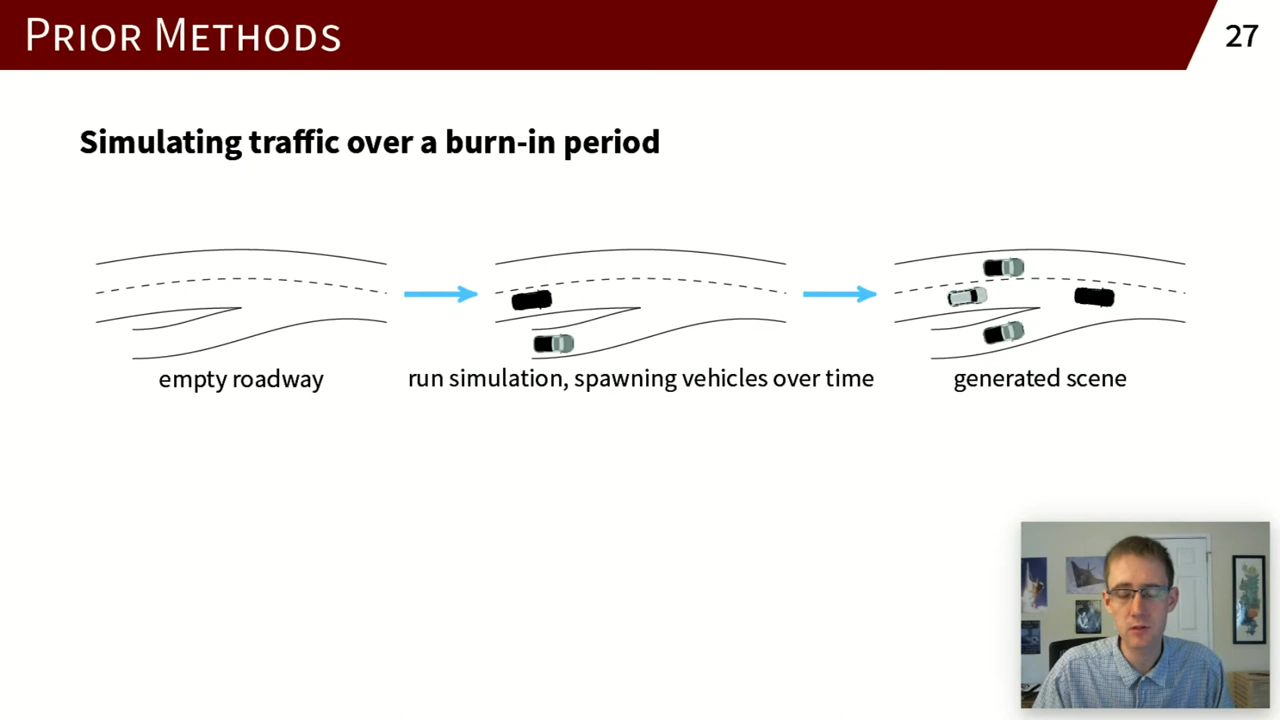 PRIOR METHODS
27
Simulating traffic over a burn-in period
empty roadway
run simulation, spawning vehicles over time
generated scene